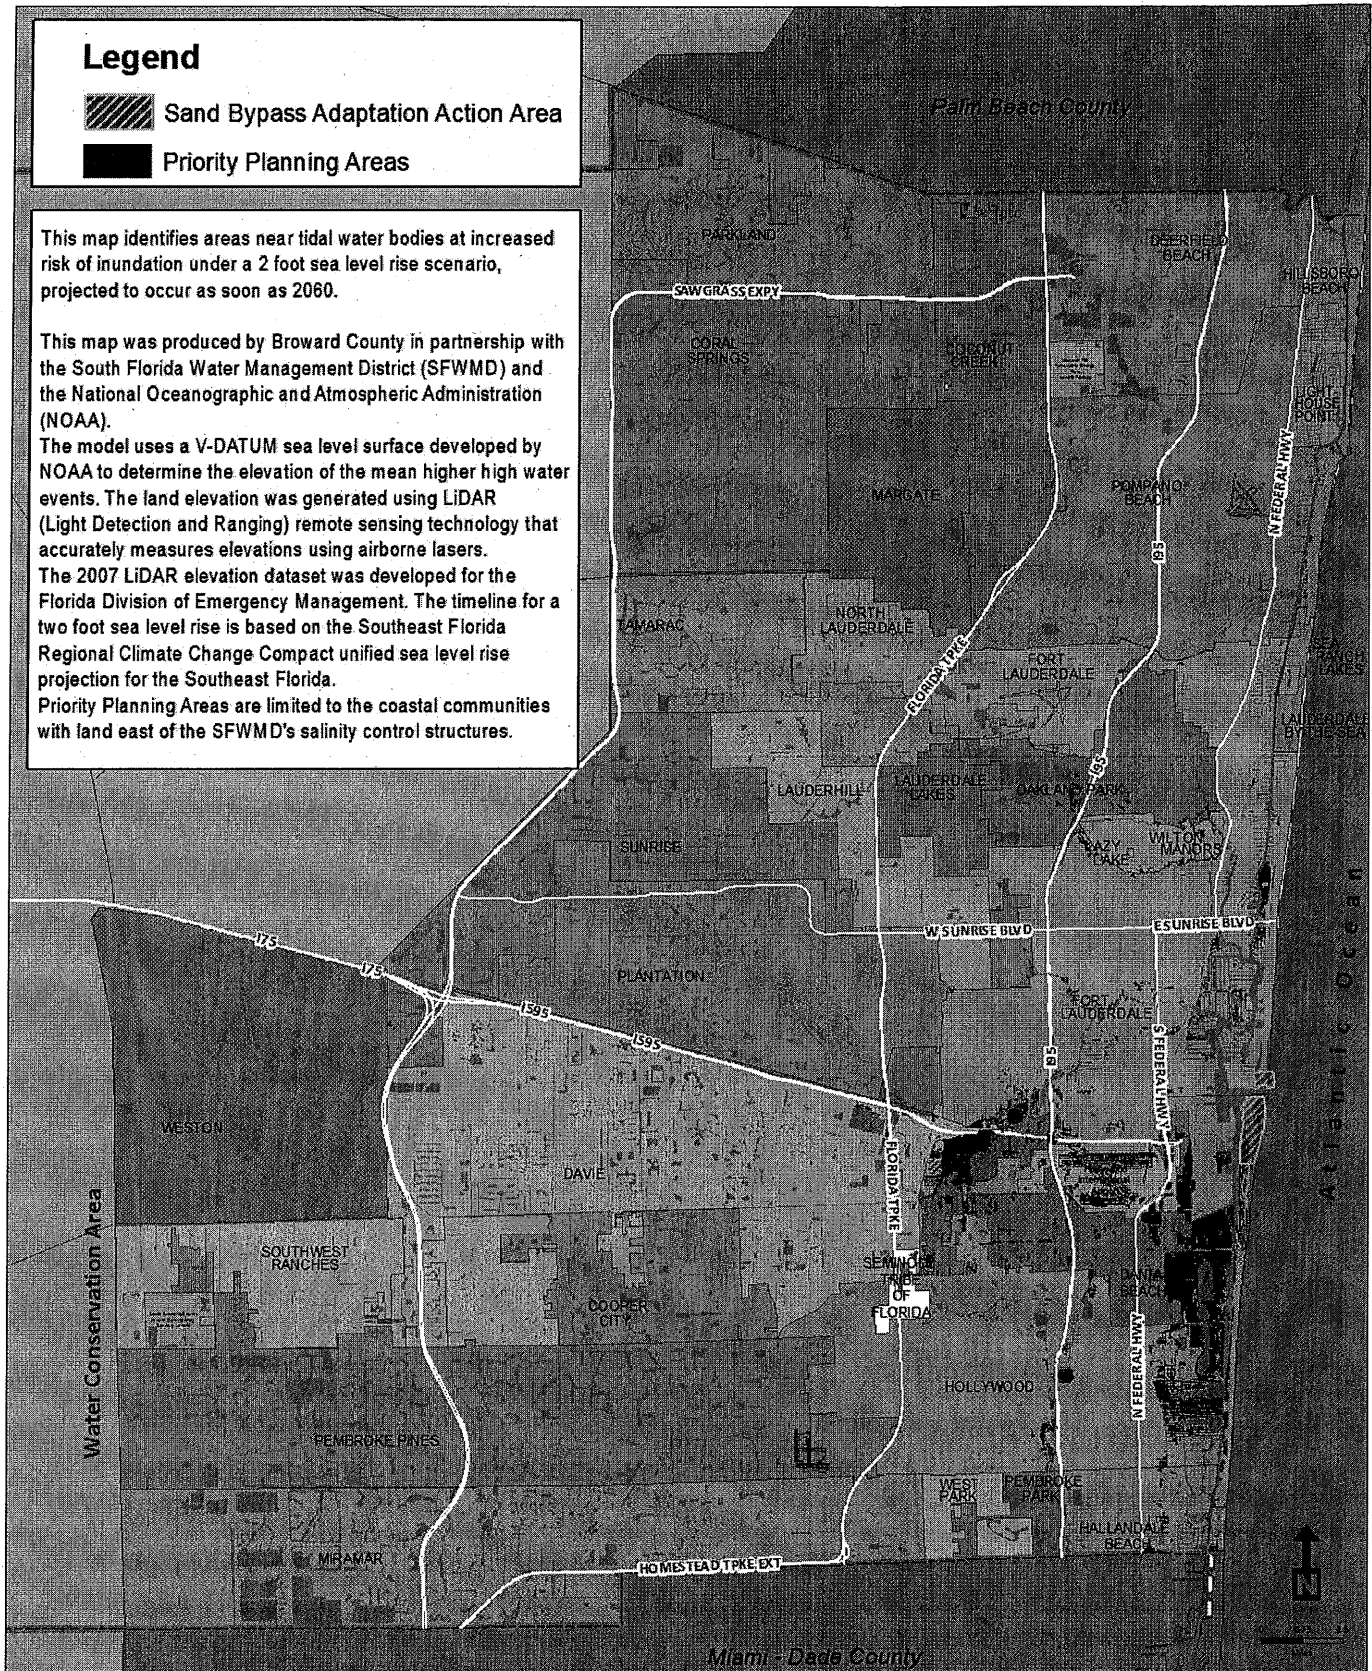 Legend
Sand Bypass Adaptation Action Area
Priority Planning Areas
This map identifies areas near tidal water bodies at increased
risk of inundation under a 2 foot sea level rise scenario,
projected to occur as soon as 2060.
This map was produced by Broward County in partnership with
the South Florida Water Management District (SFWMD) and
the National Oceanographic and Atmospheric Administration
(NOAA).
The model uses a V-DATUM sea level surface developed by
NOAA to determine the elevation of the mean higher high water
events. The land elevation was generated using LiDAR
(Light Detection and Ranging) remote sensing technology that
accurately measures elevations using airborne lasers.
The 2007 LiDAR elevation dataset was developed for the
Florida Division of Emergency Management. The timeline for a
two foot sea level rise is based on the Southeast Florida
Regional Climate Change Compact unified sea level rise
projection for the Southeast Florida.
Priority Planning Areas are limited to the coastal communities
with land east of the SFWMD's salinity control structures.
Palm Beach County
PARKLAND
DEERFIELD
BEACH
HILLSBORO
BEACH
SAWGRASS EXPY
CORAL
SPRINGS
COCONUT
CREEK
LIGHT
HOUSE
POINT
N FEDERAL HWY
MARGATE
POMPANO
BEACH
I95
TAMARAC
NORTH
LAUDERDALE
FLORIDA TPKE
FORT
LAUDERDALE
SEA
RANCH
LAKES
LAUDERDALE
BY THE SEA
I95
LAUDERHILL
LAUDERDALE
LAKES
OAKLAND PARK
SUNRISE
LAZY
LAKE
WILTON
MANORS
W SUNRISE BLVD
E SUNRISE BLVD
I75
I75
PLANTATION
I595
I595
FORT
LAUDERDALE
I95
S FEDERAL HWY
Atlantic Ocean
WESTON
DAVIE
FLORIDA TPKE
Water Conservation Area
SOUTHWEST
RANCHES
SEMINOLE
TRIBE
OF
FLORIDA
DANIA
BEACH
COOPER
CITY
HOLLYWOOD
N FEDERAL HWY
PEMBROKE PINES
WEST
PARK
PEMBROKE
PARK
HALLANDALE
BEACH
MIRAMAR
HOMESTEAD TPKE EXT
N
Miami - Dade County